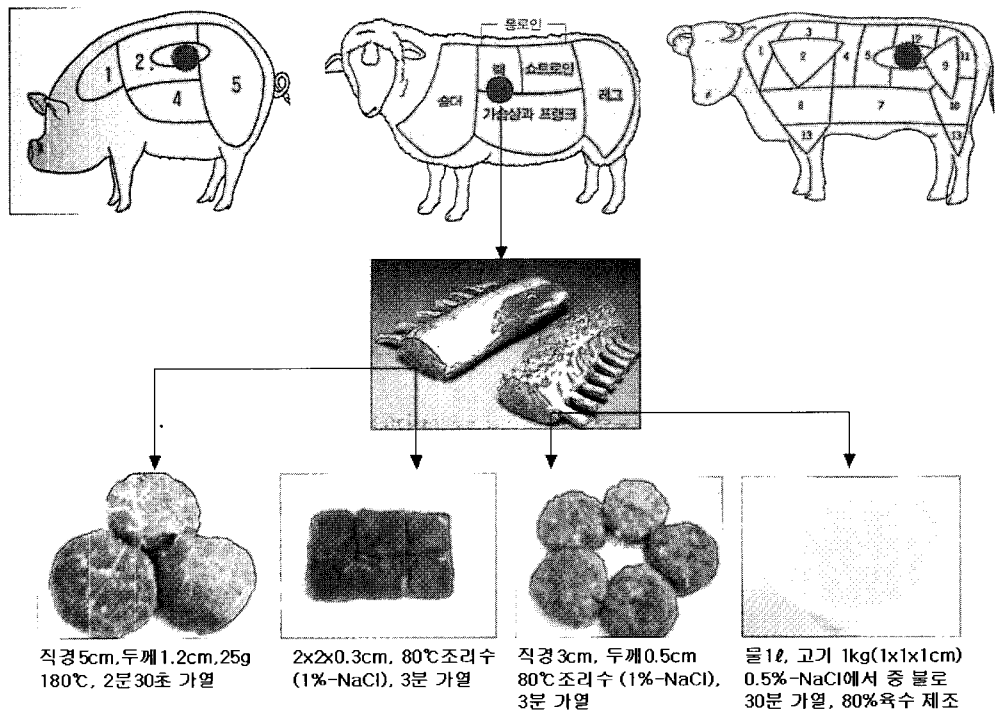 움로인
1
2.
4
5
숄더
랙
쇼트로인
레그
가슴살과 프랭크
1
2
3
4
5
12
9
11
8
7
10
13
13
직경5cm,두께1.2cm,25g
180℃, 2분30초 가열
2x2x0.3cm, 80℃조리수
(1%-NaCl), 3분 가열
직경3cm, 두께0.5cm
80℃조리수 (1%-NaCl),
3분 가열
물1ℓ, 고기 1kg(1x1x1cm)
0.5%-NaCl에서 중 불로
30분 가열, 80%육수 제조